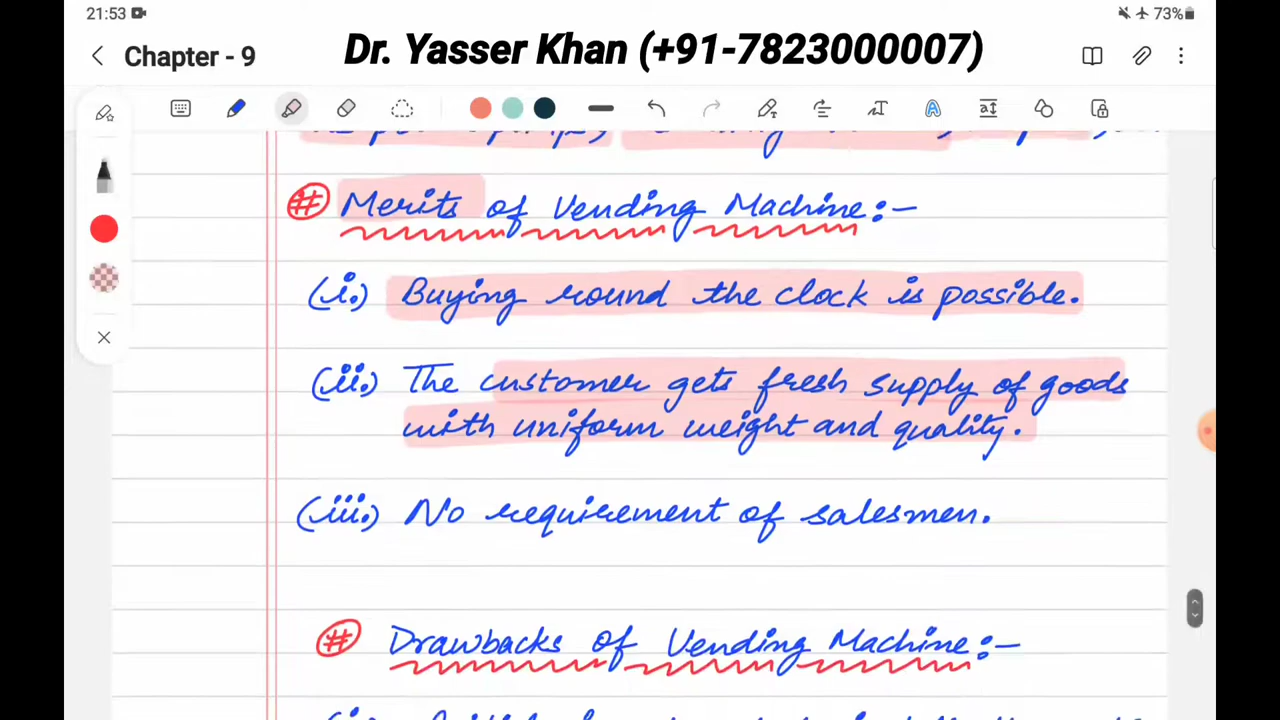 21:53
73%
Chapter - 9
Dr. Yasser Khan (+91-7823000007)
# Merits of Vending Machine:-
(i.) Buying round the clock is possible.
(ii.) The customer gets fresh supply of goods
with uniform weight and quality.
(iii.) No requirement of salesmen.
# Drawbacks of Vending Machine:-